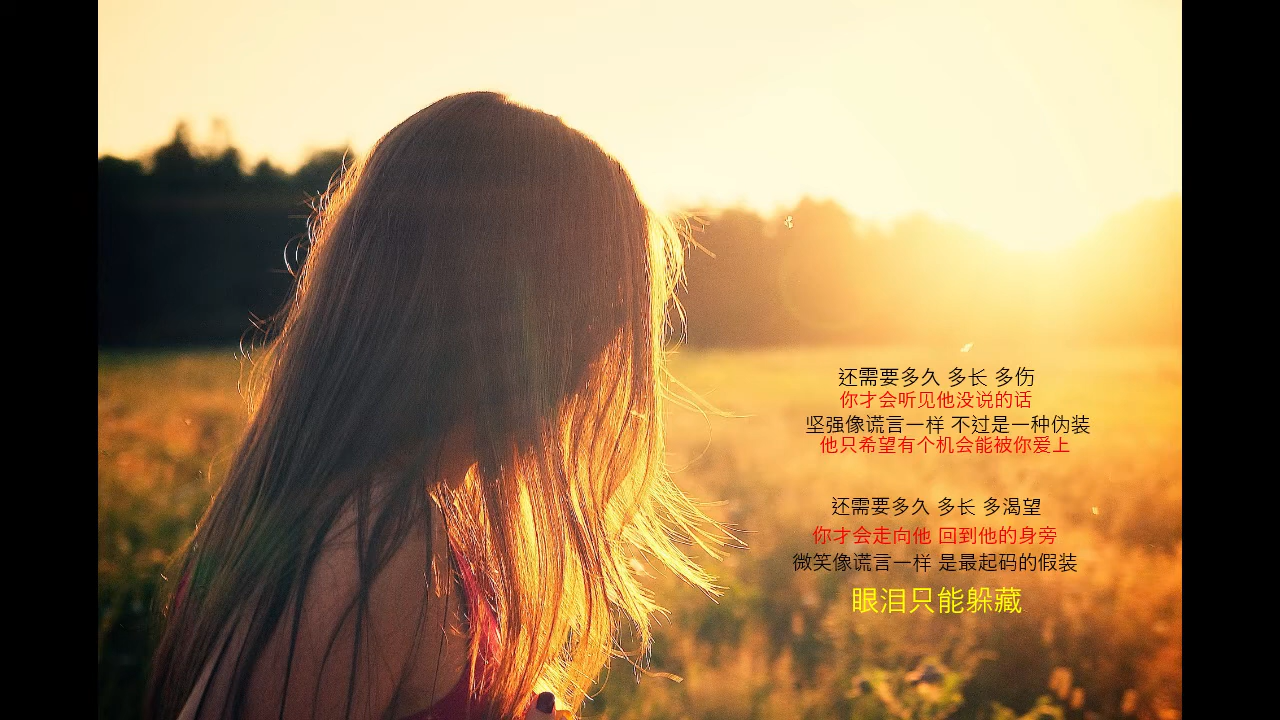 还需要多久 多长 多伤
你才会听见他没说的话
坚强像谎言一样 不过是一种伪装
他只希望有个机会能被你爱上
还需要多久 多长 多渴望
你才会走向他 回到他的身旁
微笑像谎言一样 是最起码的假装
眼泪只能躲藏